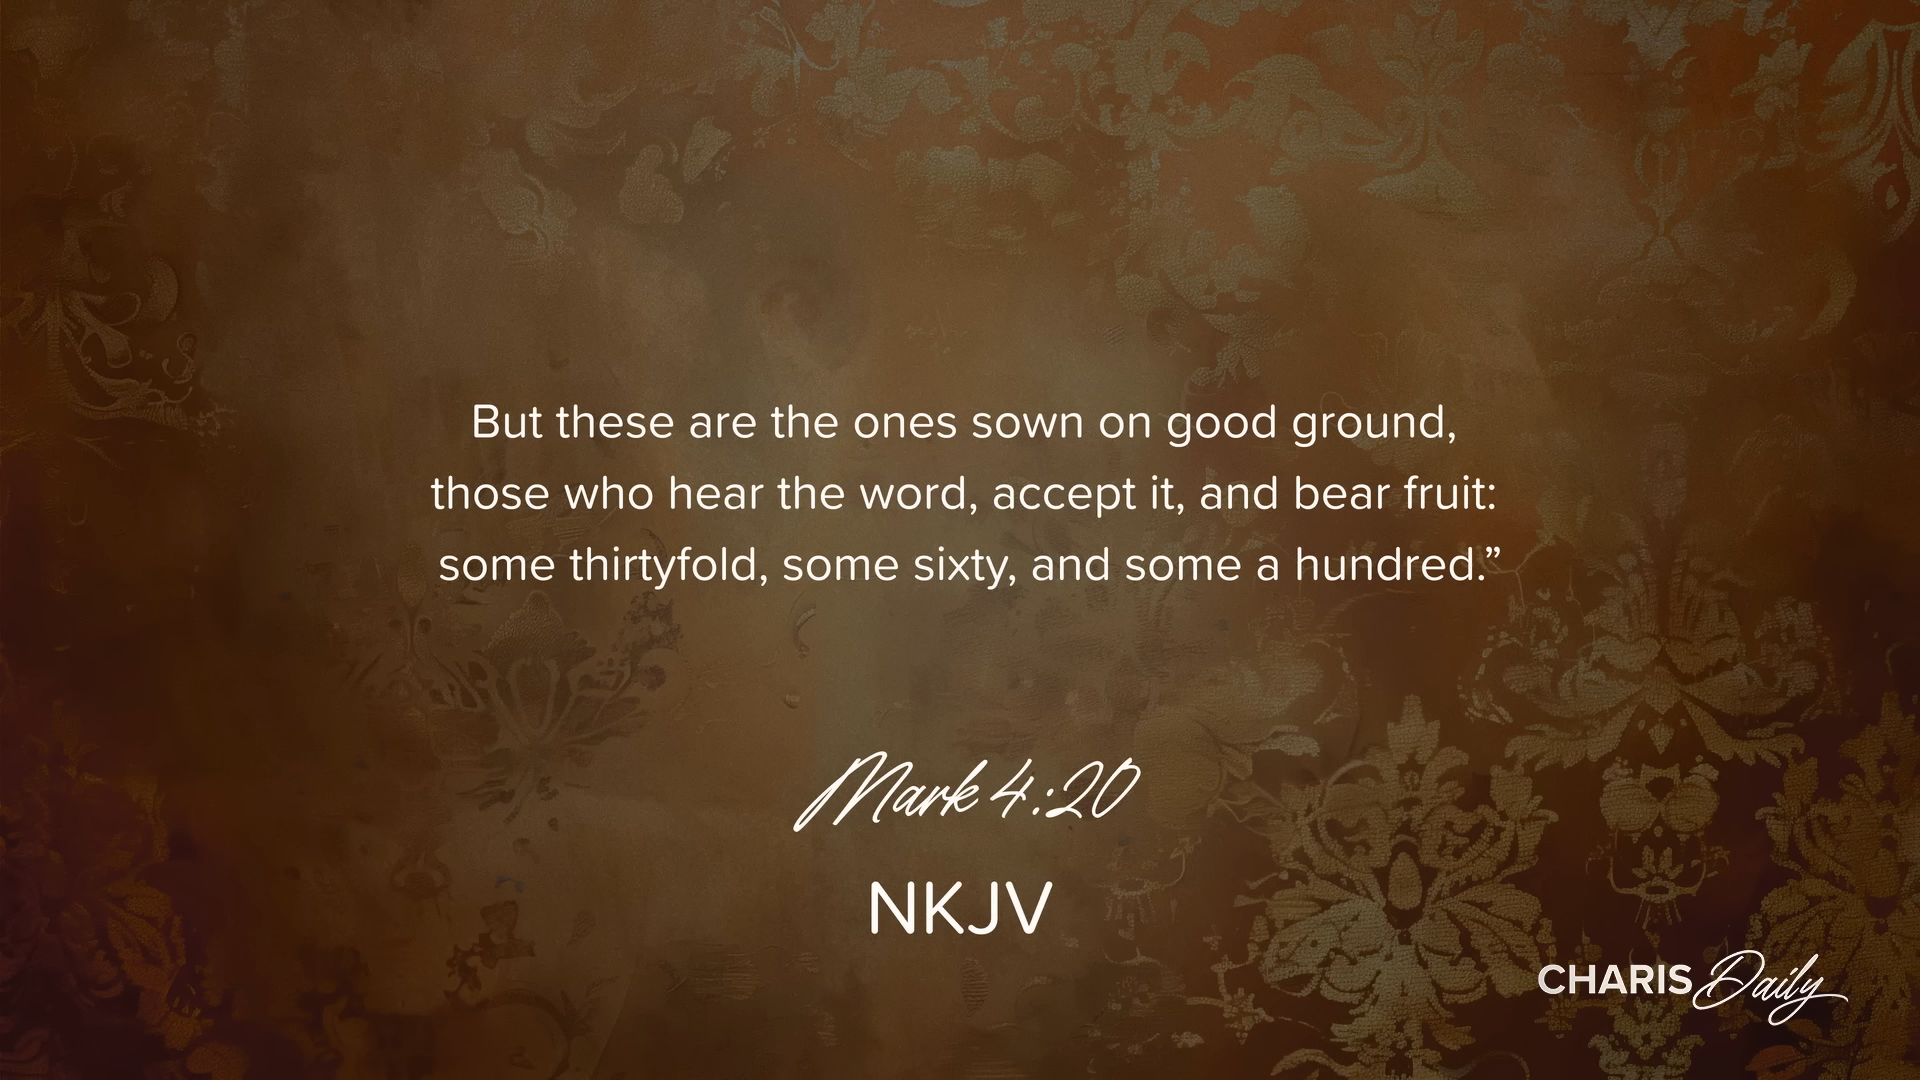 But these are the ones sown on good ground,
those who hear the word, accept it, and bear fruit:
some thirtyfold, some sixty, and some a hundred.”
Mark 4:20
NKJV
CHARIS Daily